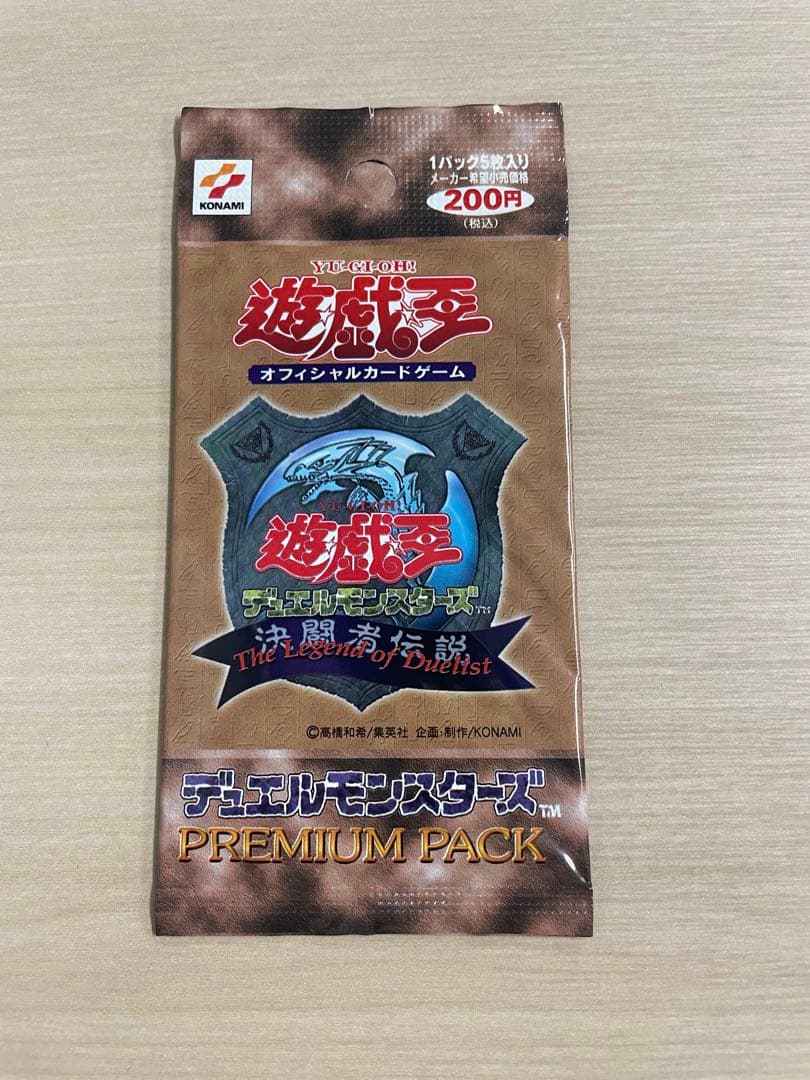 KONAMI
1パック5枚入り
メーカー希望小売価格
200円
(税込)
YU-GI-OH!
遊☆戯☆王
オフィシャルカードゲーム
YU-GI-OH!
遊☆戯☆王
デュエルモンスターズ™
決闘者伝説
The Legend of Duelist
©高橋和希/集英社 企画・制作/KONAMI
デュエルモンスターズ™
PREMIUM PACK